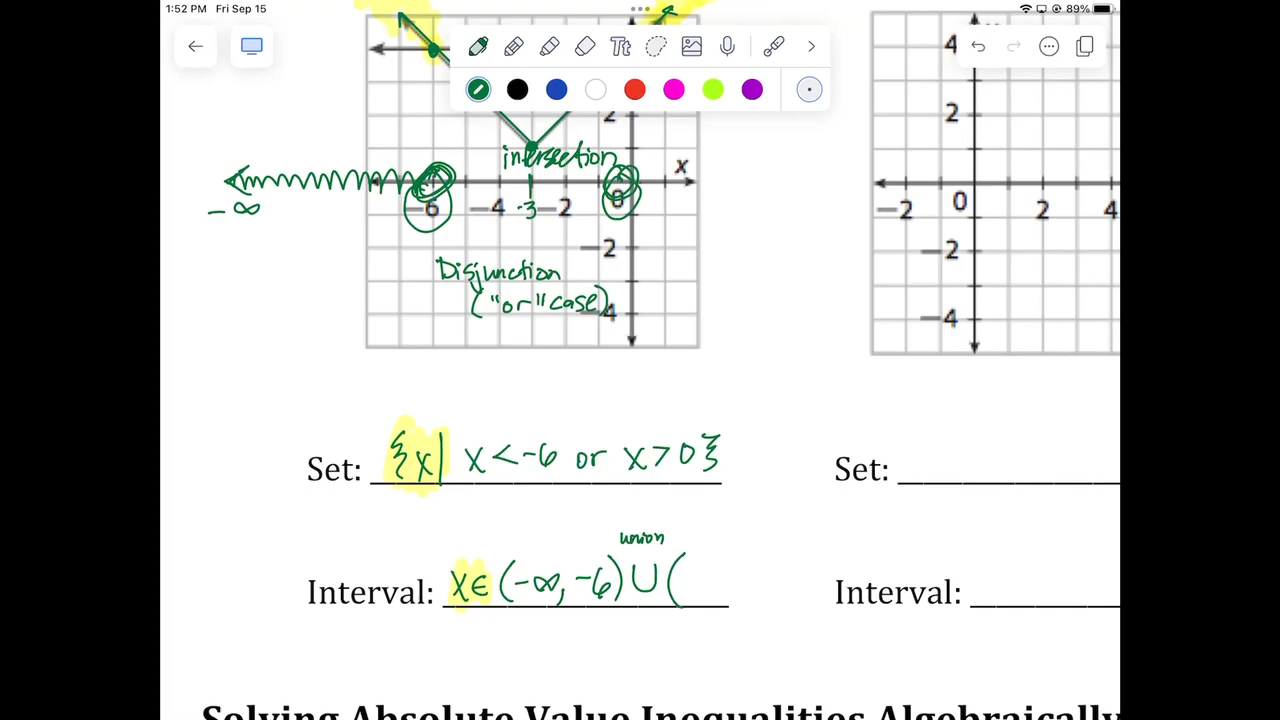 1:52 PM Fri Sep 15
89%
Tt
4
2
2
intersection
x
−6 −4 -3 −2 0
−2 0 2 4
− ∞
−2
−2
Disjunction
("or" case)
−4
−4
Set: {x| x < -6 or x > 0}
Set:
union
Interval: x∈ (-∞, -6) ∪ (
Interval:
Solving Absolute Value Inequalities Algebraically